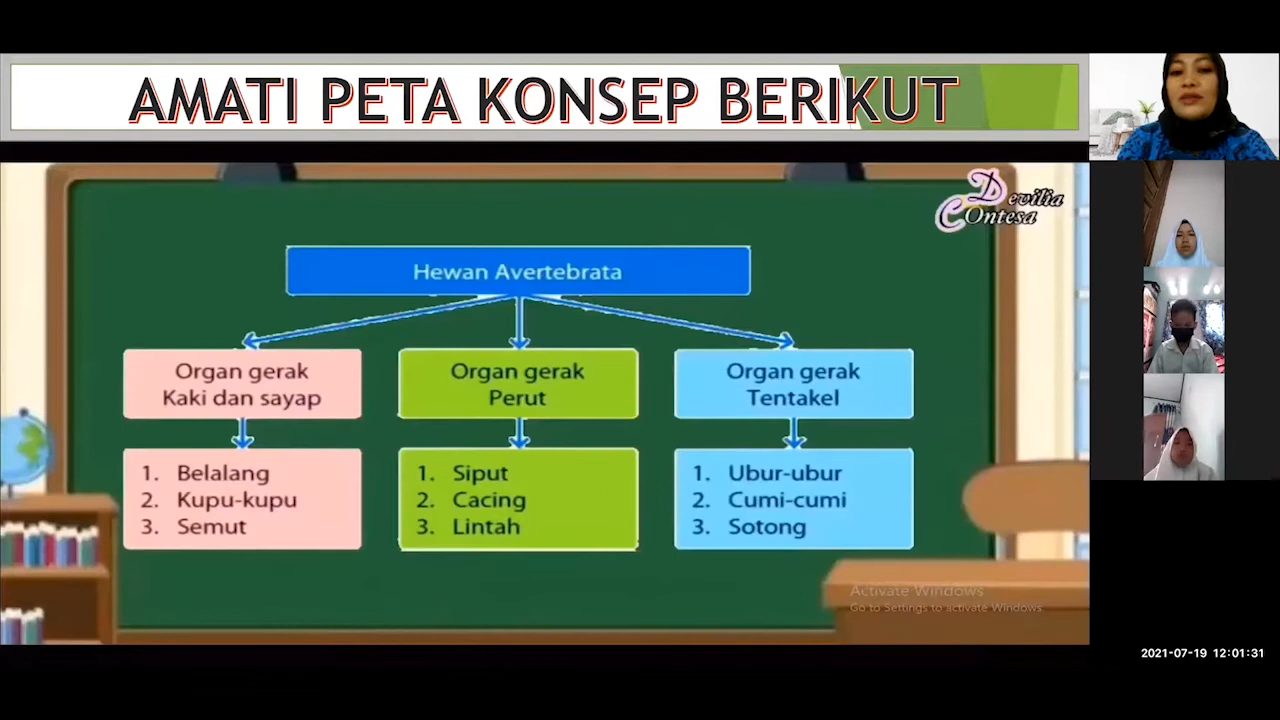 AMATI PETA KONSEP BERIKUT
Devilia
Contesa
Hewan Avertebrata
Organ gerak
Kaki dan sayap
Organ gerak
Perut
Organ gerak
Tentakel
1. Belalang
2. Kupu-kupu
3. Semut
1. Siput
2. Cacing
3. Lintah
1. Ubur-ubur
2. Cumi-cumi
3. Sotong
Activate Windows
Go to Settings to activate Windows.
2021-07-19 12:01:31